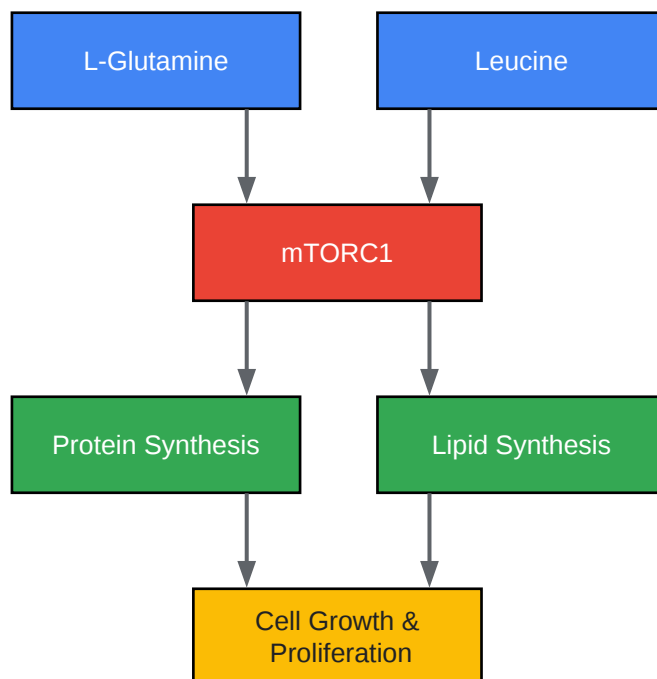 L-Glutamine
Leucine
mTORC1
Protein Synthesis
Lipid Synthesis
Cell Growth &
Proliferation